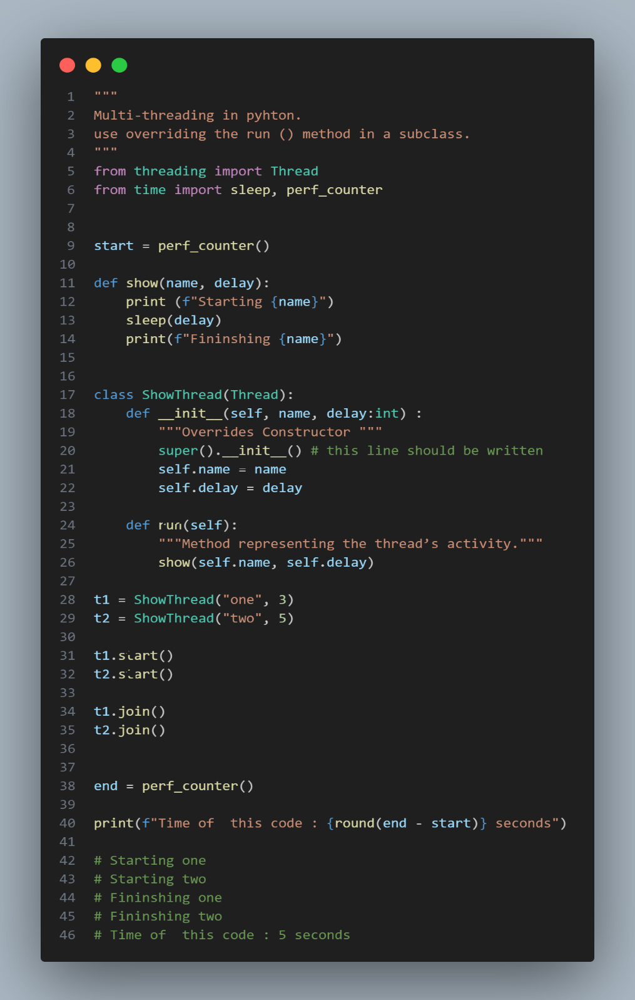 1 """
2 Multi-threading in pyhton.
3 use overriding the run () method in a subclass.
4 """
5 from threading import Thread
6 from time import sleep, perf_counter
7
8
9 start = perf_counter()
10
11 def show(name, delay):
12     print (f"Starting {name}")
13     sleep(delay)
14     print(f"Fininshing {name}")
15
16
17 class ShowThread(Thread):
18     def __init__(self, name, delay:int) :
19         """Overrides Constructor """
20         super().__init__() # this line should be written
21         self.name = name
22         self.delay = delay
23
24     def run(self):
25         """Method representing the thread’s activity."""
26         show(self.name, self.delay)
27
28 t1 = ShowThread("one", 3)
29 t2 = ShowThread("two", 5)
30
31 t1.start()
32 t2.start()
33
34 t1.join()
35 t2.join()
36
37
38 end = perf_counter()
39
40 print(f"Time of  this code : {round(end - start)} seconds")
41
42 # Starting one
43 # Starting two
44 # Fininshing one
45 # Fininshing two
46 # Time of  this code : 5 seconds